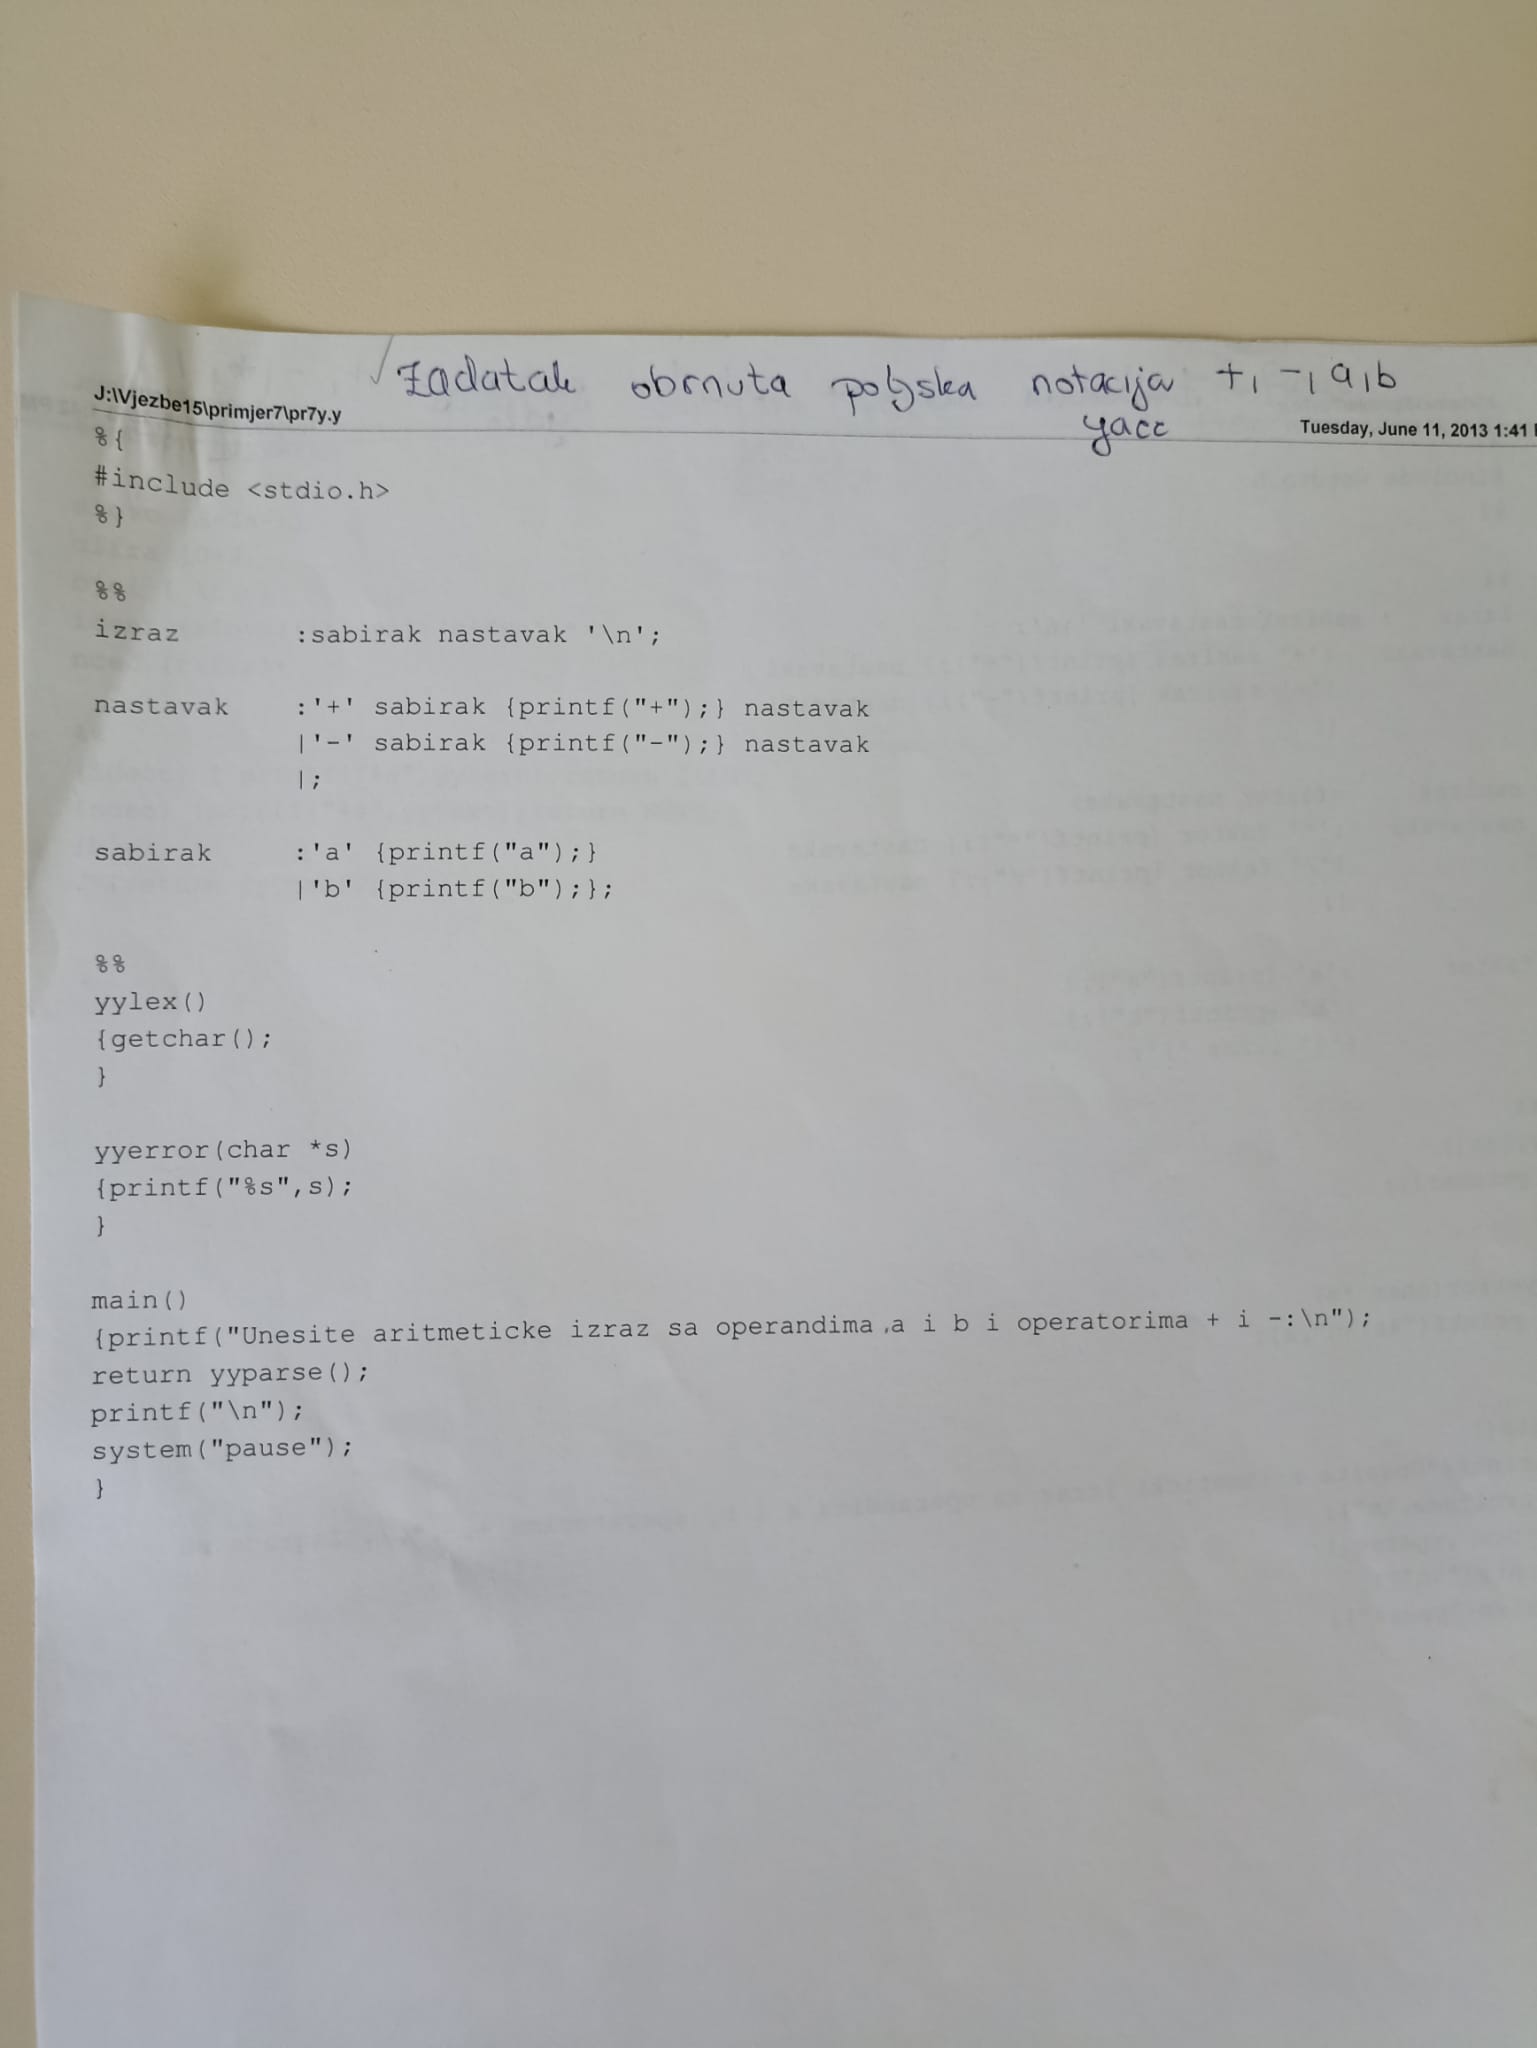 Zadatak obrnuta poljska notacija +, -, a, b
J:\Vjezbe15\primjer7\pr7y.y
yacc
Tuesday, June 11, 2013 1:41
%{
#include <stdio.h>
%}
%%
izraz :sabirak nastavak '\n';
nastavak :'+' sabirak {printf("+");} nastavak
|'-' sabirak {printf("-");} nastavak
|;
sabirak :'a' {printf("a");}
|'b' {printf("b");};
%%
yylex()
{getchar();
}
yyerror(char *s)
{printf("%s",s);
}
main()
{printf("Unesite aritmeticke izraz sa operandima a i b i operatorima + i -:\n");
return yyparse();
printf("\n");
system("pause");
}